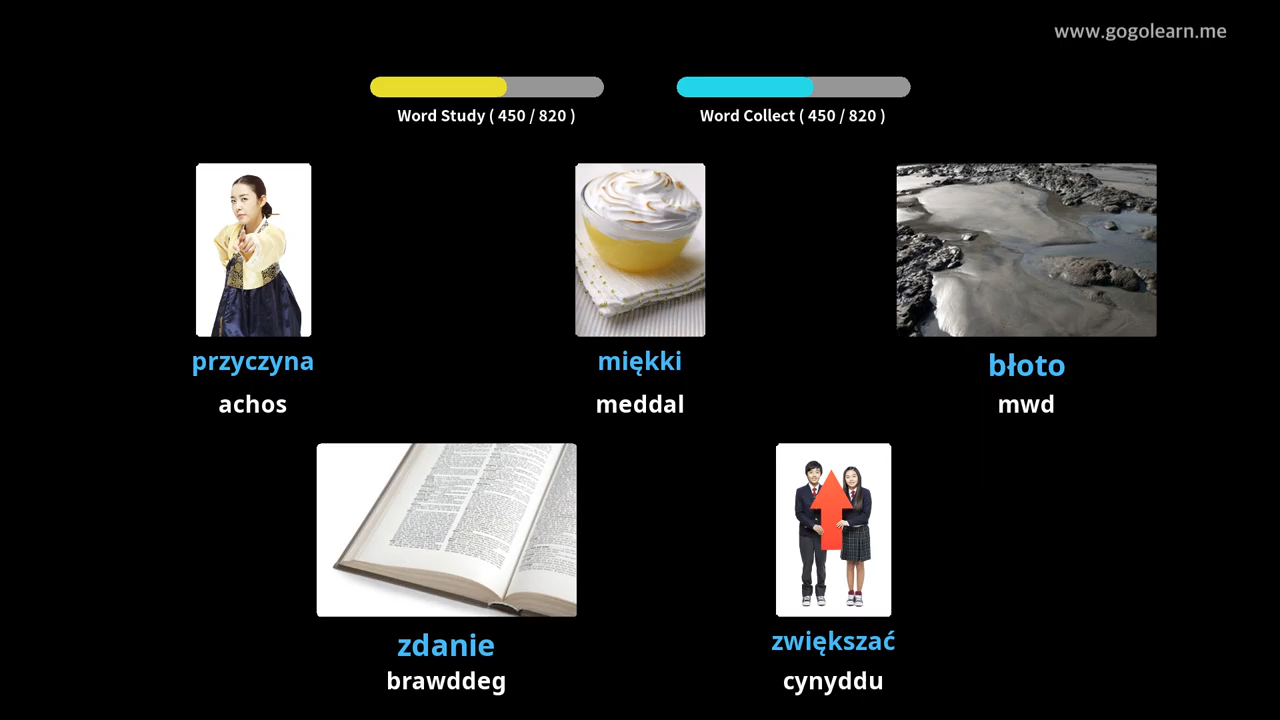 www.gogolearn.me
Word Study ( 450 / 820 )
Word Collect ( 450 / 820 )
przyczyna
achos
miękki
meddal
błoto
mwd
zdanie
brawddeg
zwiększać
cynyddu